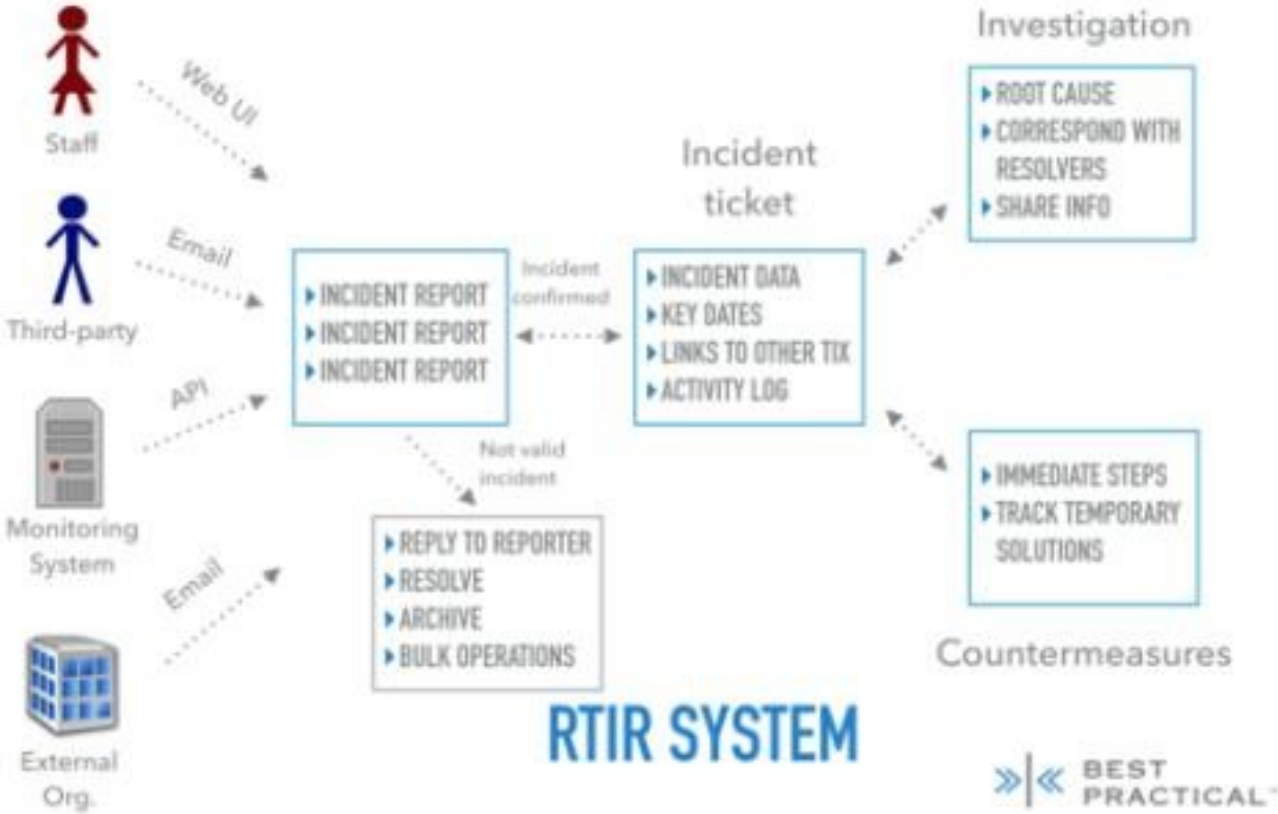 Staff
Web UI
Third-party
Email
Monitoring
System
API
External
Org.
Email
INCIDENT REPORT
INCIDENT REPORT
INCIDENT REPORT
Incident
confirmed
Not valid
incident
REPLY TO REPORTER
RESOLVE
ARCHIVE
BULK OPERATIONS
Incident
ticket
INCIDENT DATA
KEY DATES
LINKS TO OTHER TIX
ACTIVITY LOG
Investigation
ROOT CAUSE
CORRESPOND WITH
RESOLVERS
SHARE INFO
IMMEDIATE STEPS
TRACK TEMPORARY
SOLUTIONS
Countermeasures
RTIR SYSTEM
BEST
PRACTICAL™